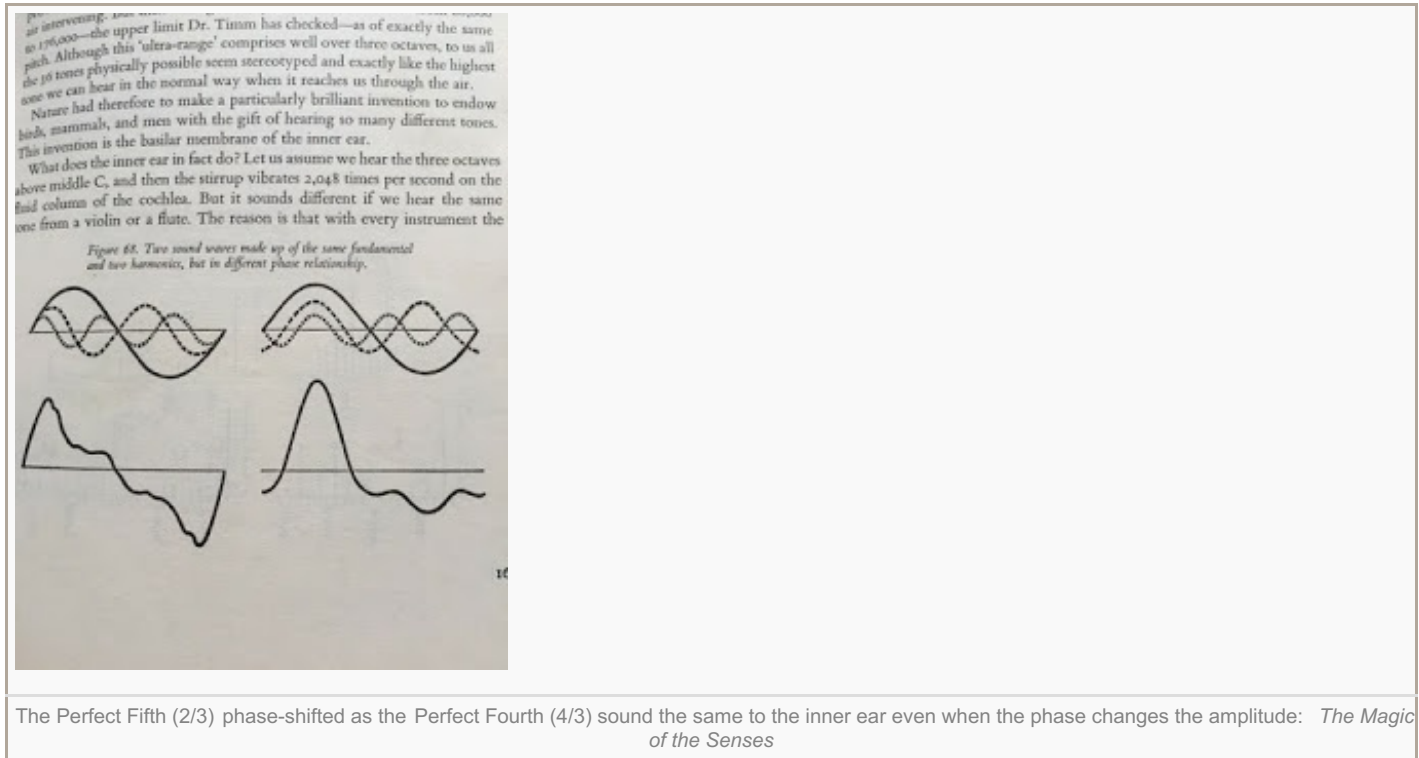 air intervening.
to 176,000—the upper limit Dr. Timm has checked—as of exactly the same
pitch. Although this 'ultra-range' comprises well over three octaves, to us all
the 36 tones physically possible seem stereotyped and exactly like the highest
tone we can hear in the normal way when it reaches us through the air.
Nature had therefore to make a particularly brilliant invention to endow
birds, mammals, and men with the gift of hearing so many different tones.
This invention is the basilar membrane of the inner ear.
What does the inner ear in fact do? Let us assume we hear the three octaves
above middle C, and then the stirrup vibrates 2,048 times per second on the
fluid column of the cochlea. But it sounds different if we hear the same
one from a violin or a flute. The reason is that with every instrument the
Figure 68. Two sound waves made up of the same fundamental
and two harmonics, but in different phase relationship.
16
The Perfect Fifth (2/3) phase-shifted as the Perfect Fourth (4/3) sound the same to the inner ear even when the phase changes the amplitude: The Magic
of the Senses